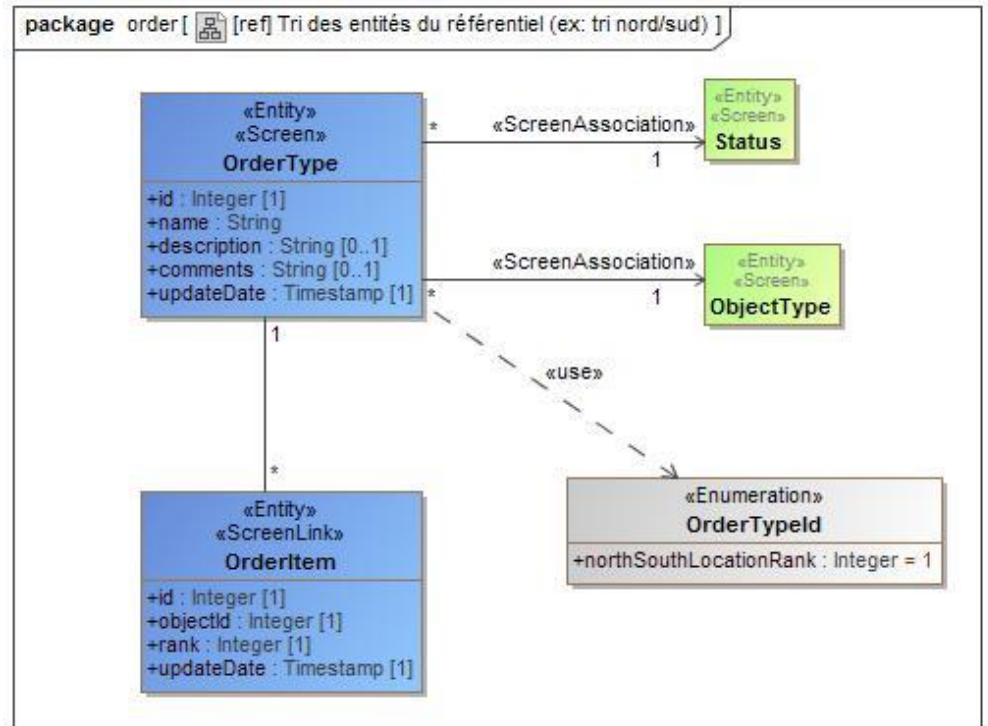 package order [ [ref] Tri des entités du référentiel (ex: tri nord/sud) ]
«Entity»
«Screen»
OrderType
+id : Integer [1]
+name : String
+description : String [0..1]
+comments : String [0..1]
+updateDate : Timestamp [1]
* «ScreenAssociation»
1
«Entity»
«Screen»
Status
«ScreenAssociation»
* 1
«Entity»
«Screen»
ObjectType
1
«use»
*
«Entity»
«ScreenLink»
OrderItem
+id : Integer [1]
+objectId : Integer [1]
+rank : Integer [1]
+updateDate : Timestamp [1]
«Enumeration»
OrderTypeId
+northSouthLocationRank : Integer = 1